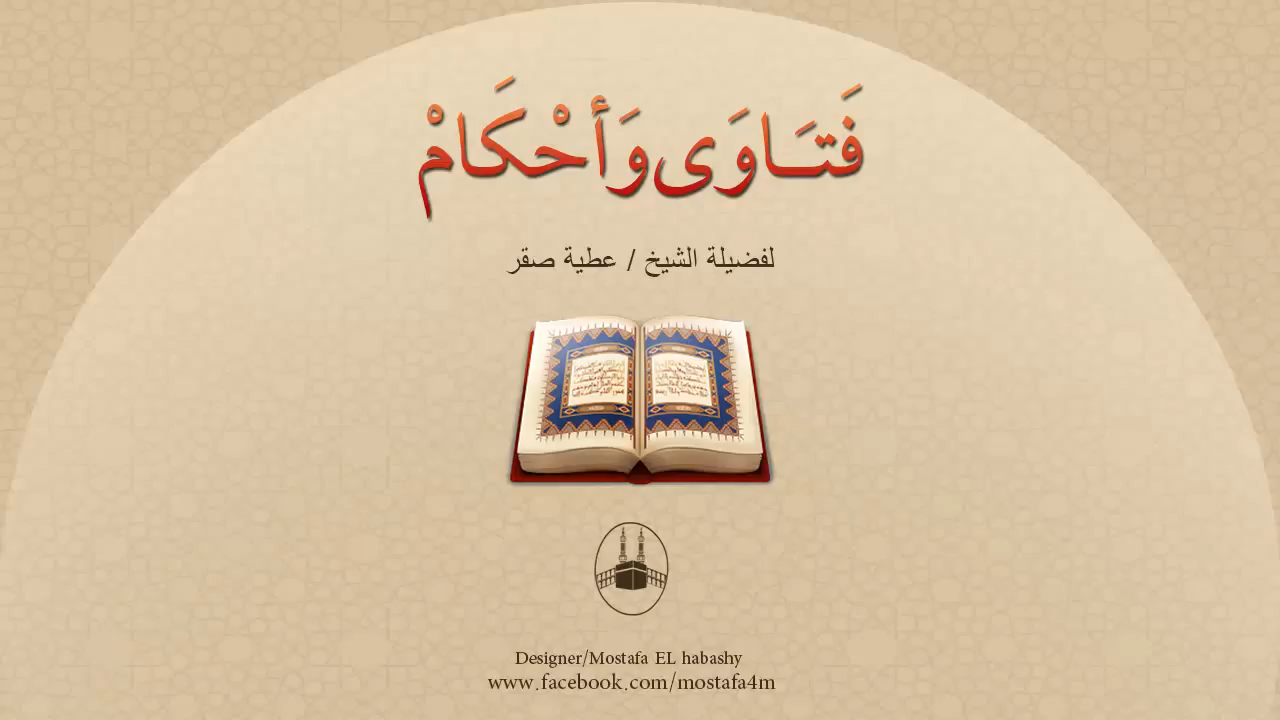 فَتَاوَى وَأَحْكَامْ
لفضيلة الشيخ / عطية صقر
Designer/Mostafa EL habashy
www.facebook.com/mostafa4m